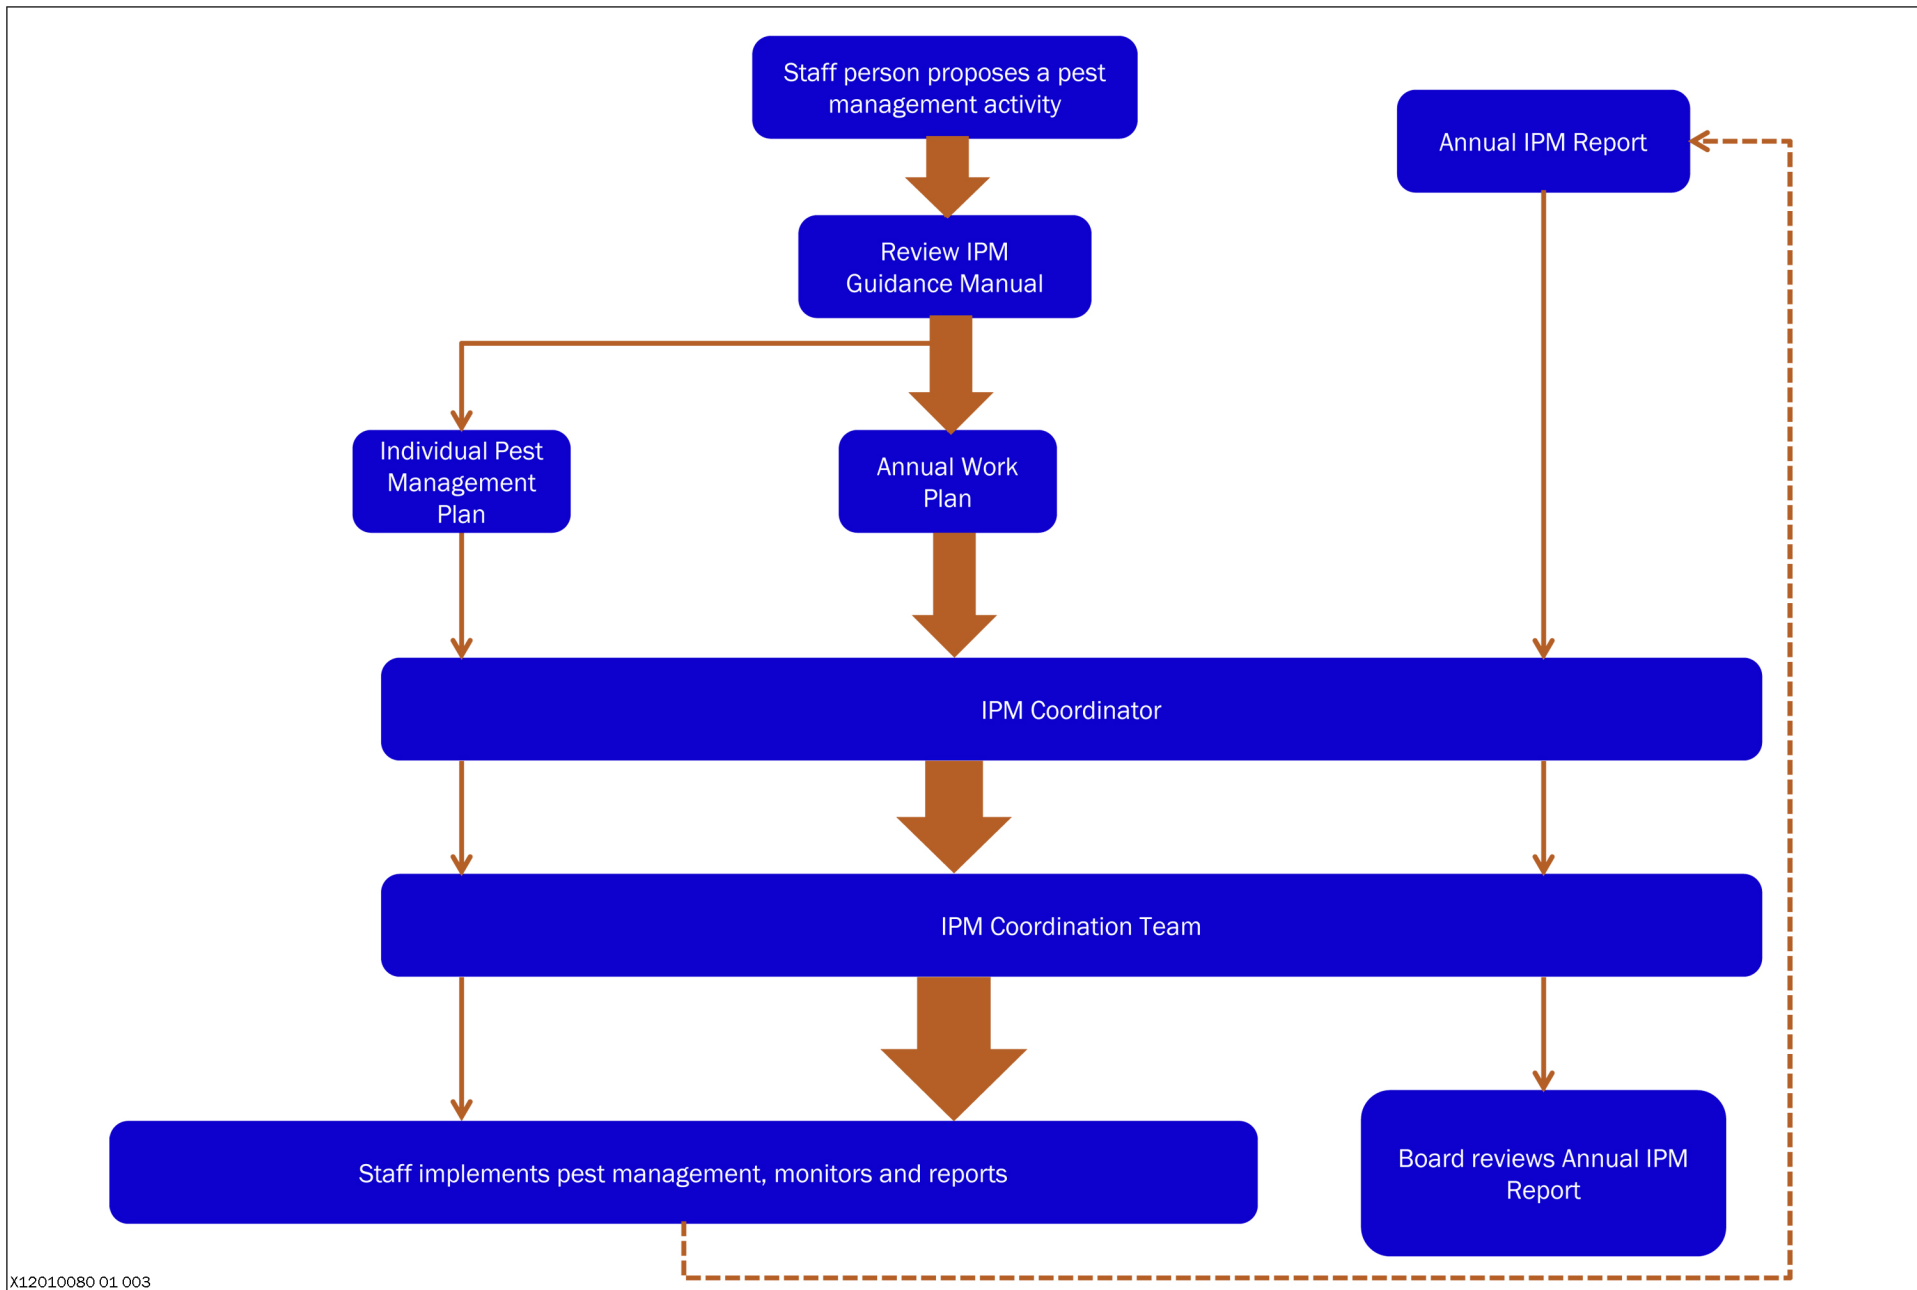 Staff person proposes a pest
management activity
Annual IPM Report
Review IPM
Guidance Manual
Individual Pest
Management
Plan
Annual Work
Plan
IPM Coordinator
IPM Coordination Team
Staff implements pest management, monitors and reports
Board reviews Annual IPM
Report
X12010080 01 003